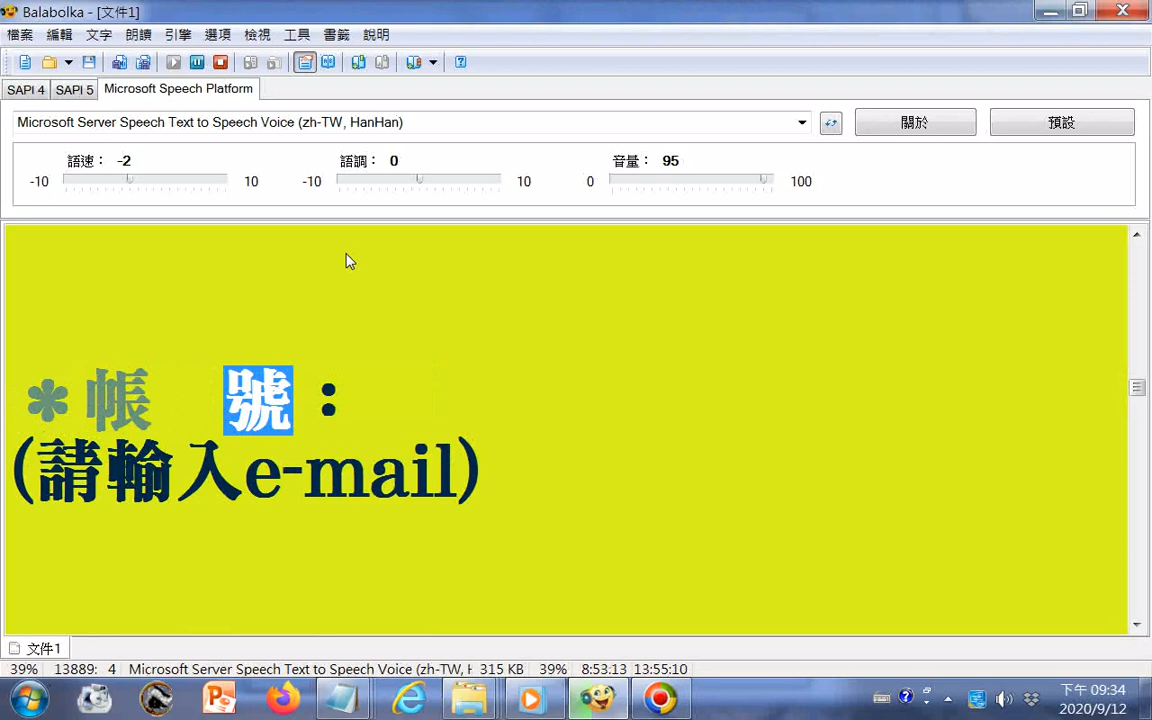 Balabolka - [文件1]
檔案 編輯 文字 朗讀 引擎 選項 檢視 工具 書籤 說明
SAPI 4 SAPI 5 Microsoft Speech Platform
Microsoft Server Speech Text to Speech Voice (zh-TW, HanHan) 關於 預設
語速： -2 語調： 0 音量： 95
-10 10 -10 10 0 100
＊帳 號：
(請輸入e-mail)
文件1
39% 13889: 4 Microsoft Server Speech Text to Speech Voice (zh-TW, H 315 KB 39% 8:53:13 13:55:10
下午 09:34
2020/9/12